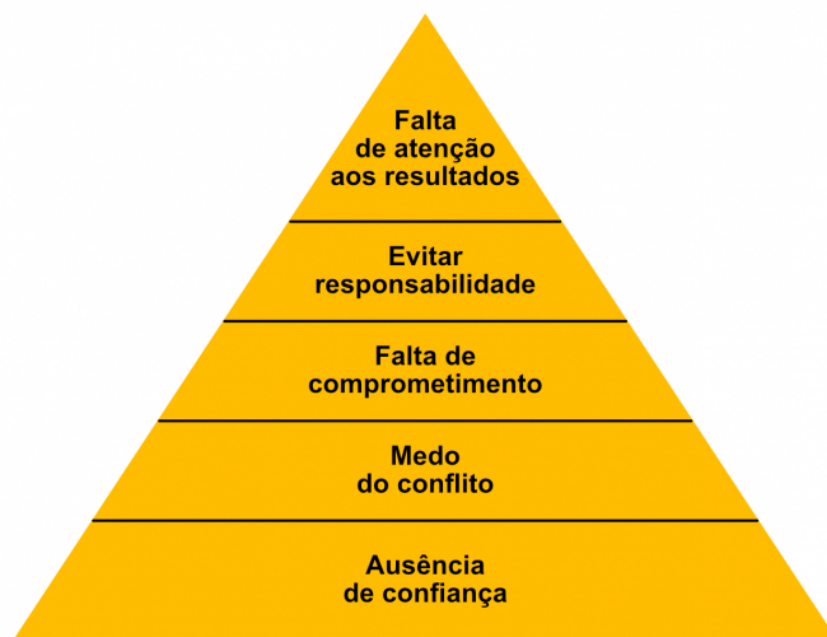 Falta
de atenção
aos resultados
Evitar
responsabilidade
Falta de
comprometimento
Medo
do conflito
Ausência
de confiança